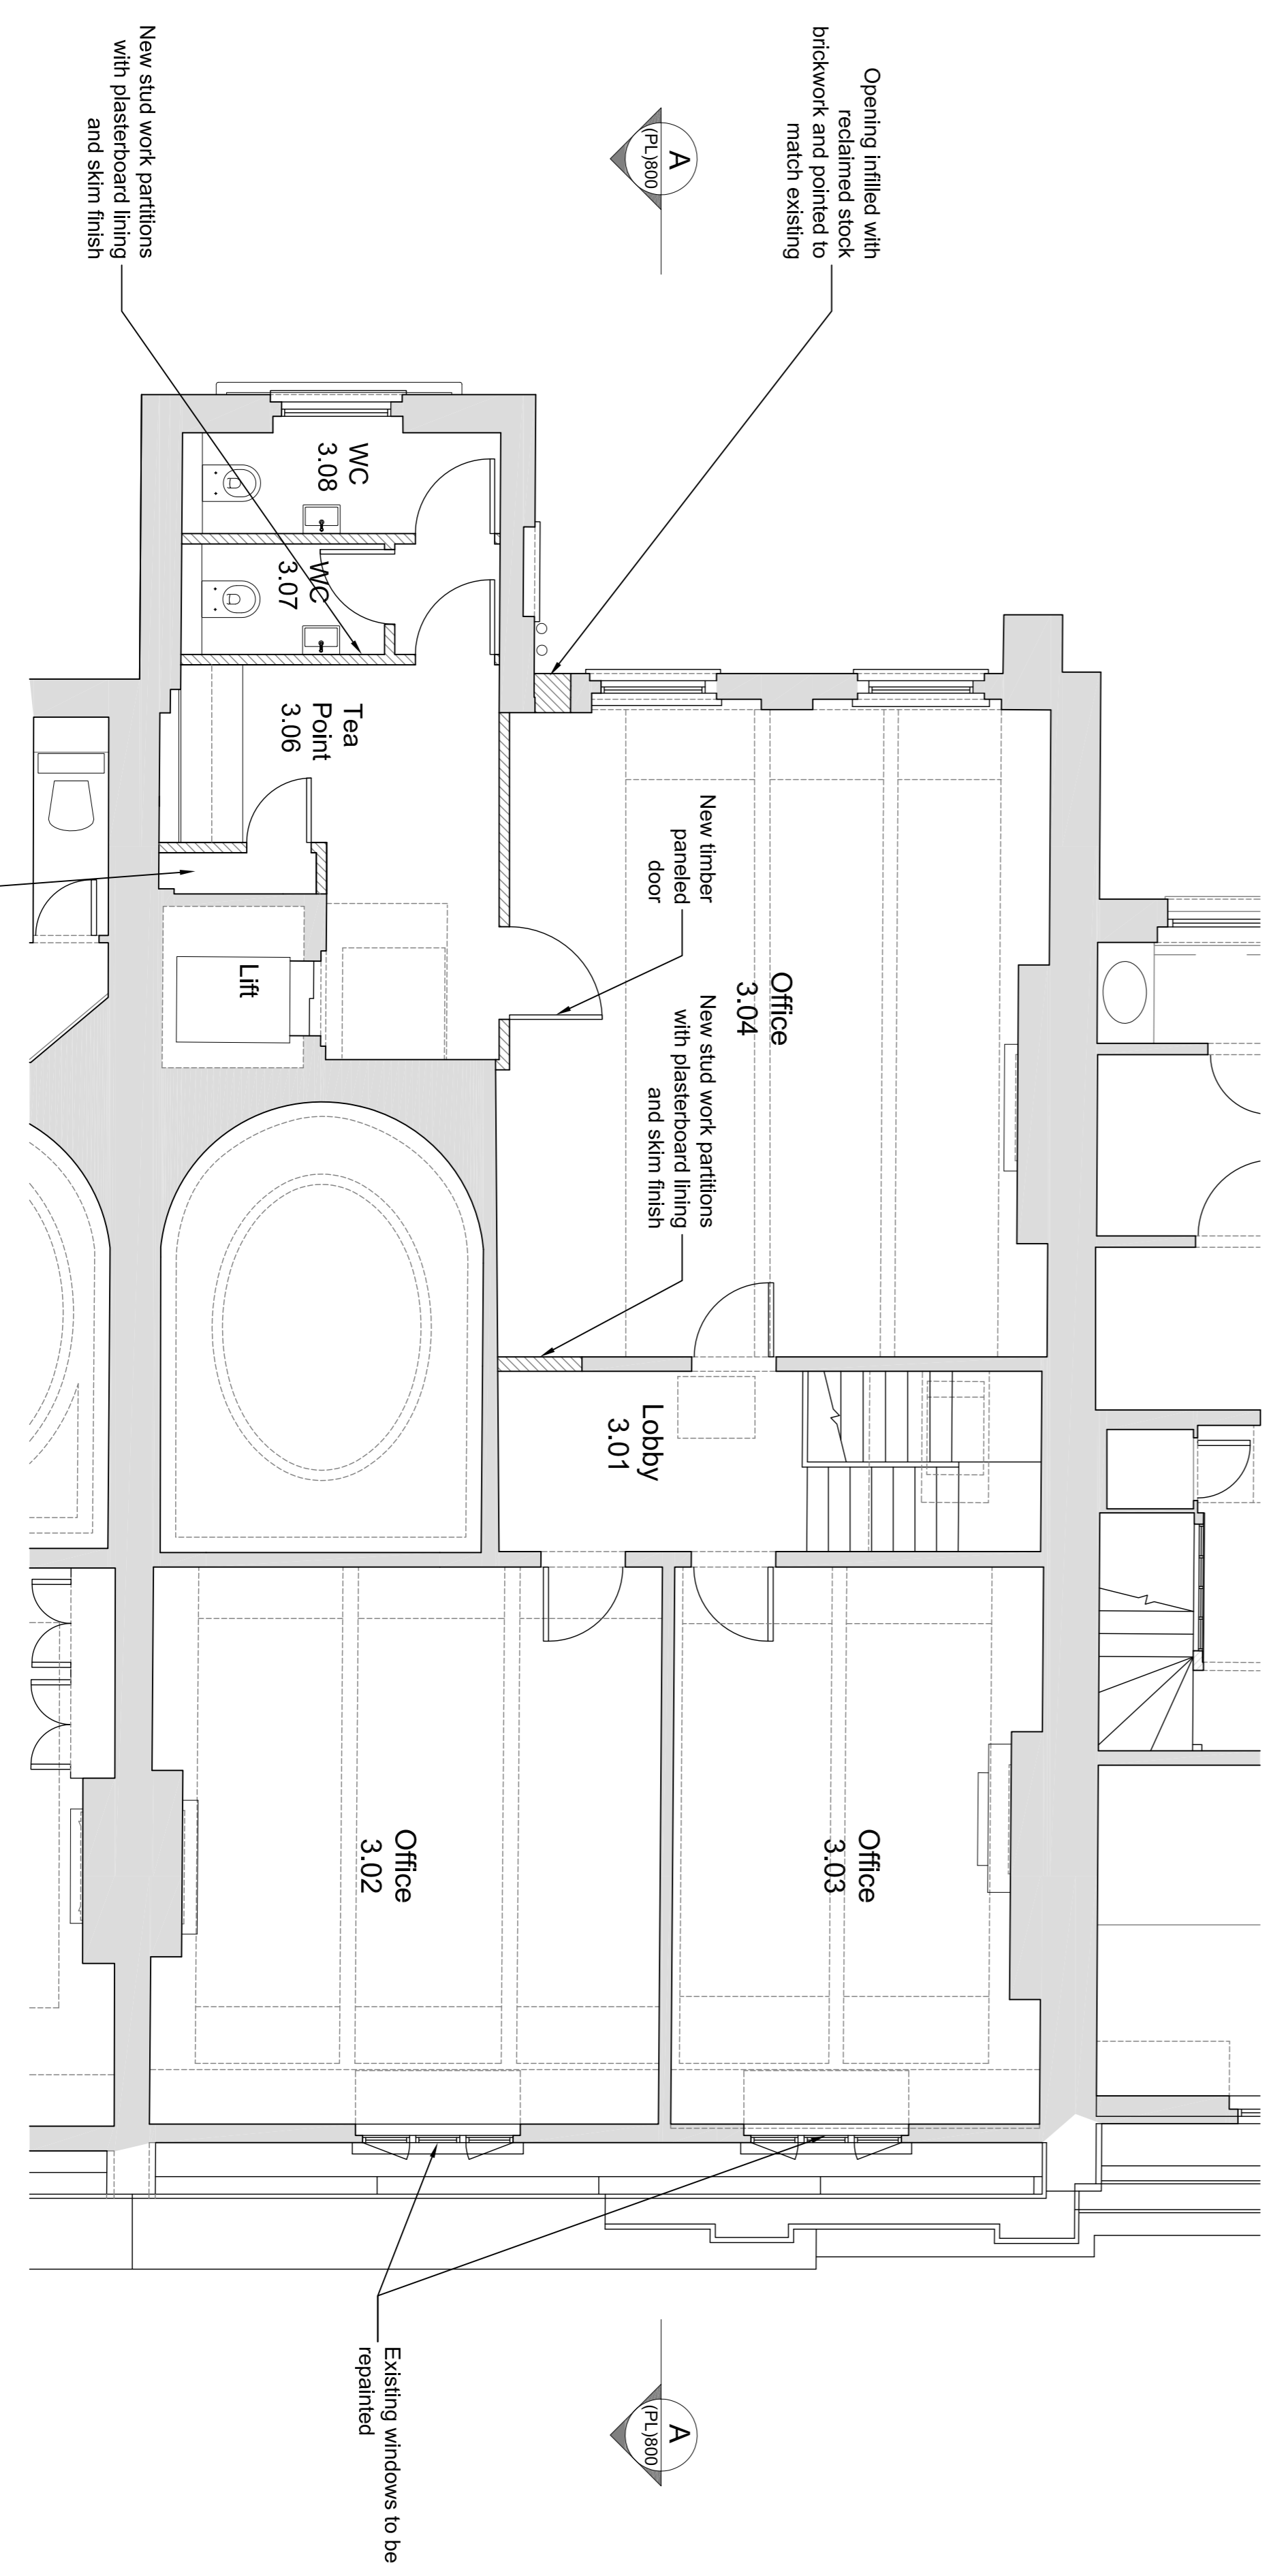 Opening infilled with
reclaimed stock
brickwork and pointed to
match existing
A
(PL)800
New stud work partitions
with plasterboard lining
and skim finish
WC
3.08
WC
3.07
Tea
Point
3.06
New timber
paneled
door
Office
3.04
Lift
New stud work partitions
with plasterboard lining
and skim finish
Lobby
3.01
Office
3.03
Office
3.02
Existing windows to be
repainted
A
(PL)800